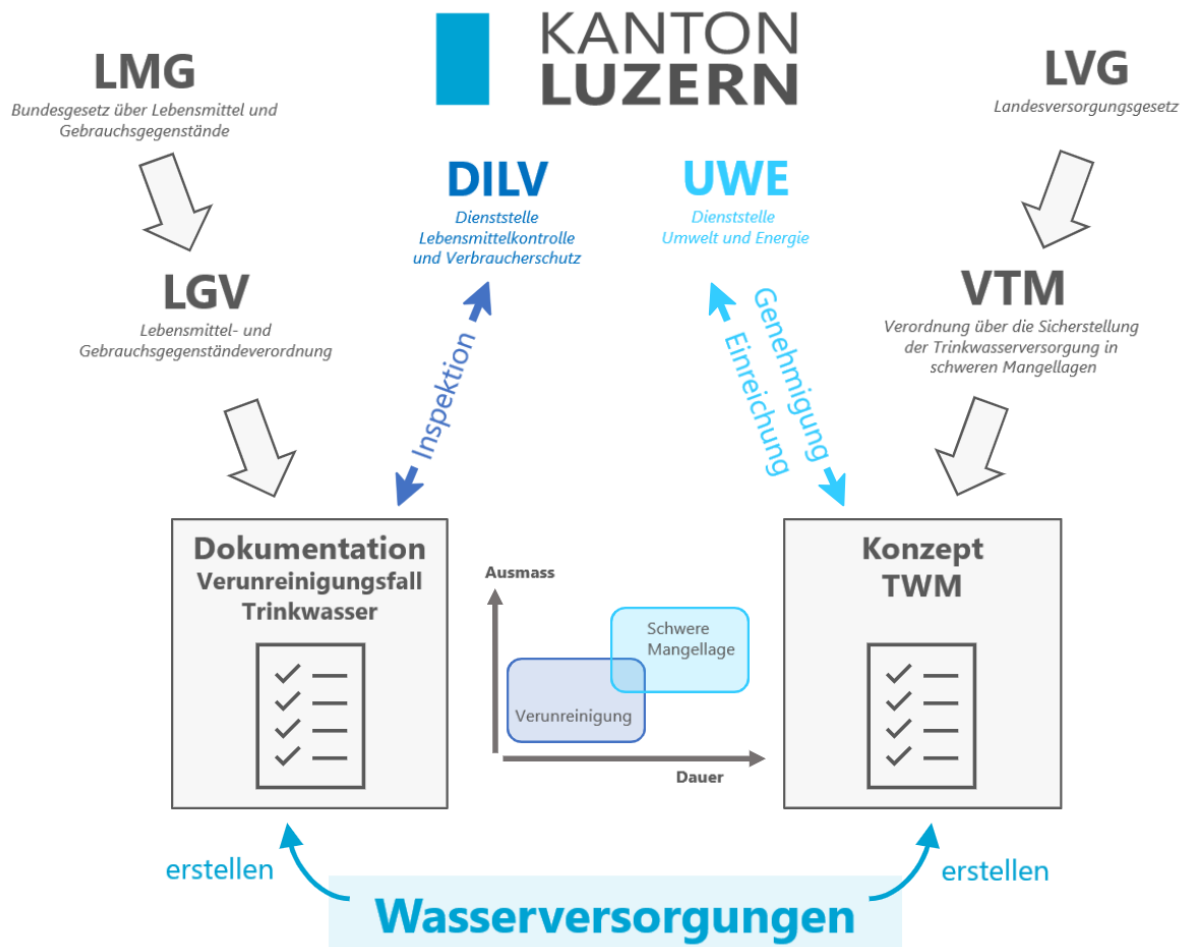 KANTON
LUZERN
LMG
Bundesgesetz über Lebensmittel und
Gebrauchsgegenstände
LVG
Landesversorgungsgesetz
DILV
Dienststelle
Lebensmittelkontrolle
und Verbraucherschutz
UWE
Dienststelle
Umwelt und Energie
LGV
Lebensmittel- und
Gebrauchsgegenständeverordnung
VTM
Verordnung über die Sicherstellung
der Trinkwasserversorgung in
schweren Mangellagen
Inspektion
Genehmigung
Einreichung
Dokumentation
Verunreinigungsfall
Trinkwasser
Konzept
TWM
Ausmass
Schwere
Mangellage
Verunreinigung
Dauer
erstellen
erstellen
Wasserversorgungen